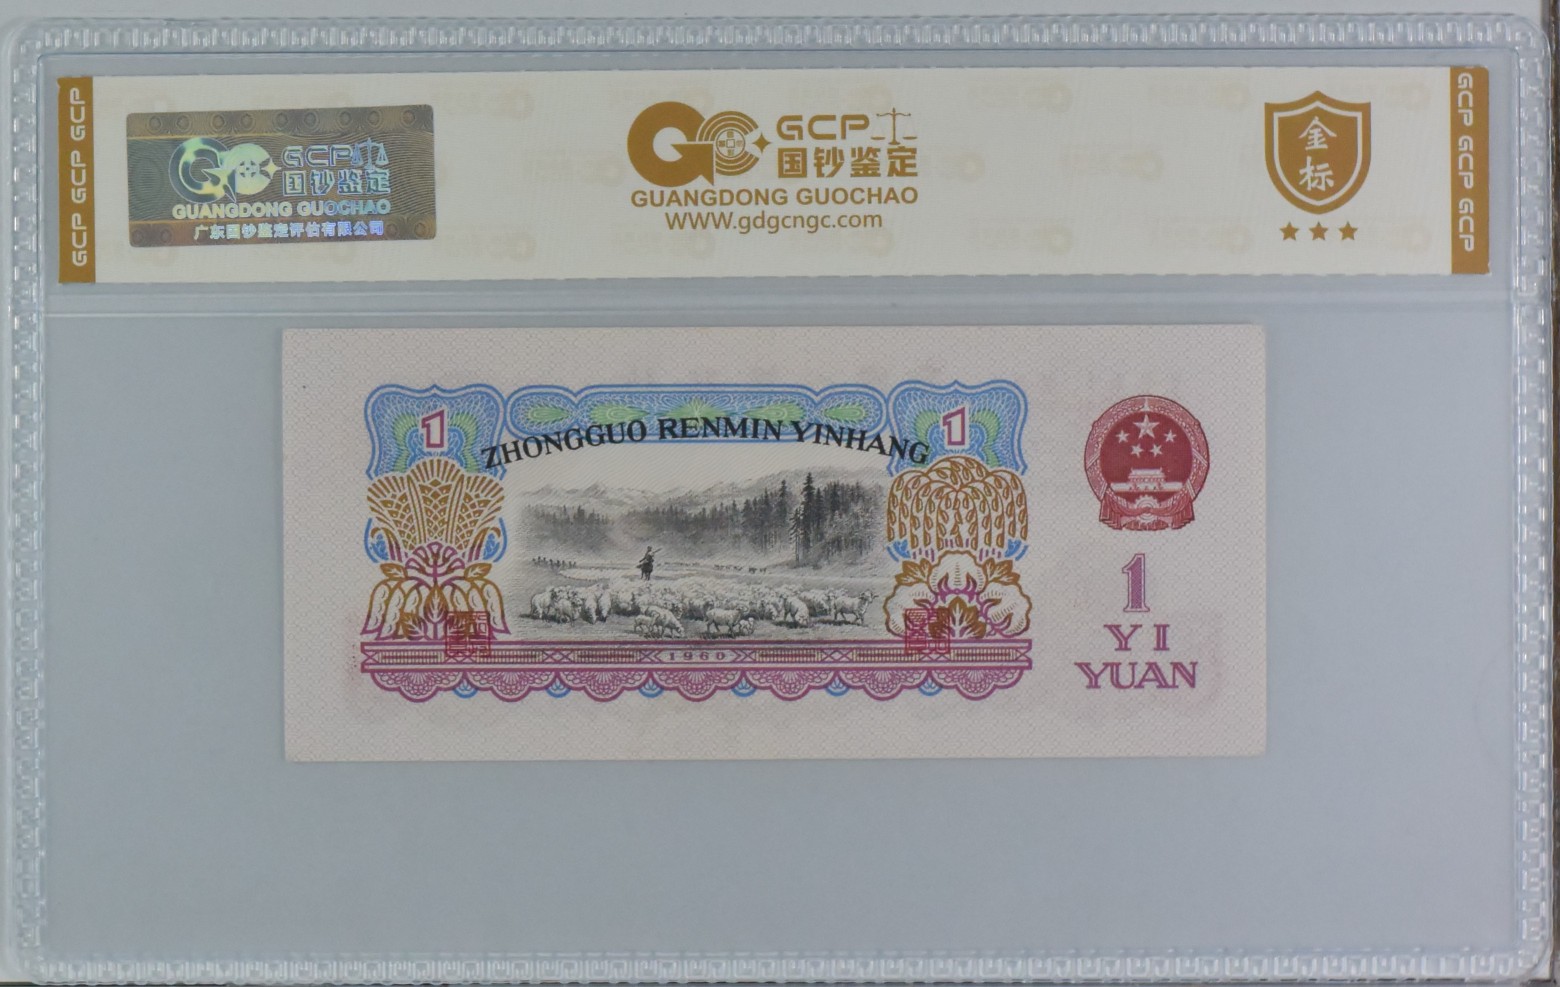 GCP GCP GCP
GCP
国钞鉴定
GUANGDONG GUOCHAO
广东国钞鉴定评估有限公司
GCP
国钞鉴定
GUANGDONG GUOCHAO
WWW.gdgcngc.com
金标
GCP GCP GCP
1
1
ZHONGGUO RENMIN YINHANG
1960
1
YI
YUAN